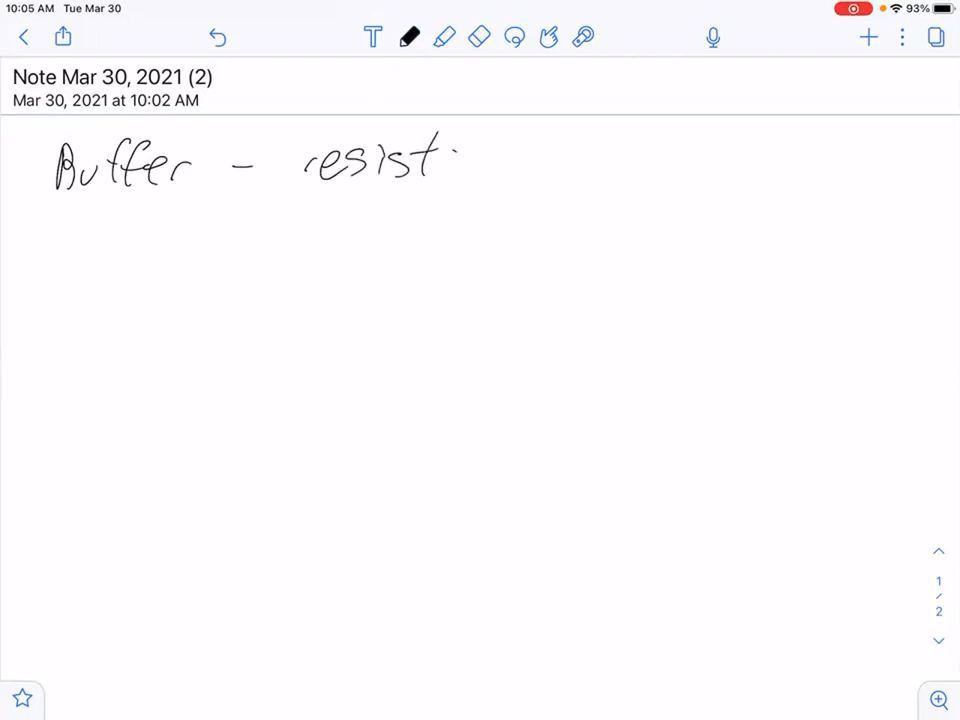 10:05 AM Tue Mar 30 93%
T
Note Mar 30, 2021 (2)
Mar 30, 2021 at 10:02 AM
Buffer - resist
1
/
2